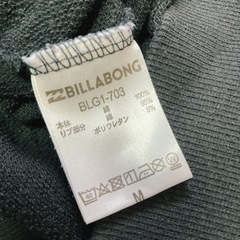 BILLABONG
BLG1-703
本体 綿 100%
リブ部分 綿 95%
ポリウレタン 5%
40
M